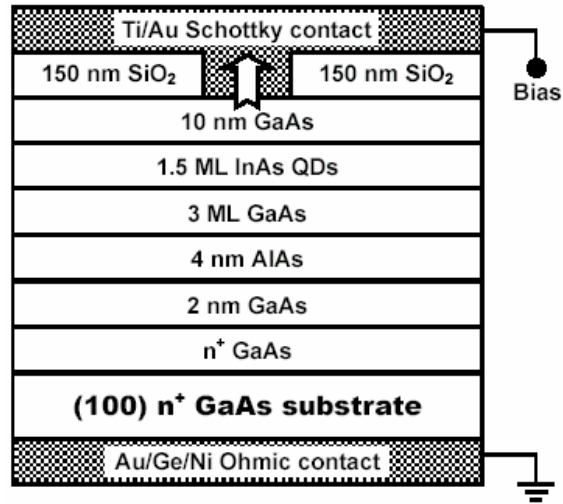 Ti/Au Schottky contact
150 nm SiO₂ 150 nm SiO₂
Bias
10 nm GaAs
1.5 ML InAs QDs
3 ML GaAs
4 nm AlAs
2 nm GaAs
n⁺ GaAs
(100) n⁺ GaAs substrate
Au/Ge/Ni Ohmic contact